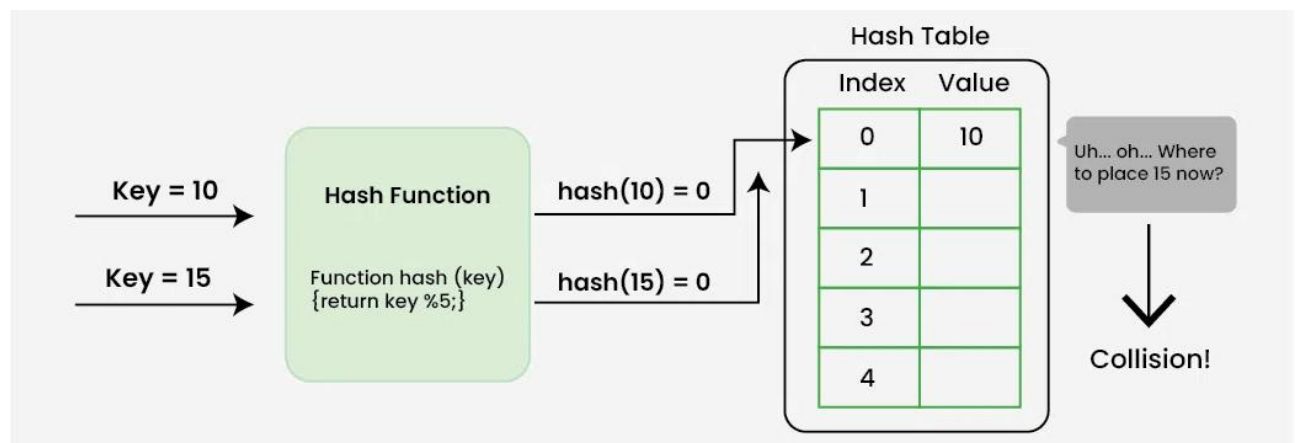 Hash Table
Index Value
Key = 10
Key = 15
Hash Function
Function hash (key)
{return key %5;}
hash(10) = 0
hash(15) = 0
0 10
1
2
3
4
Uh... oh... Where
to place 15 now?
Collision!